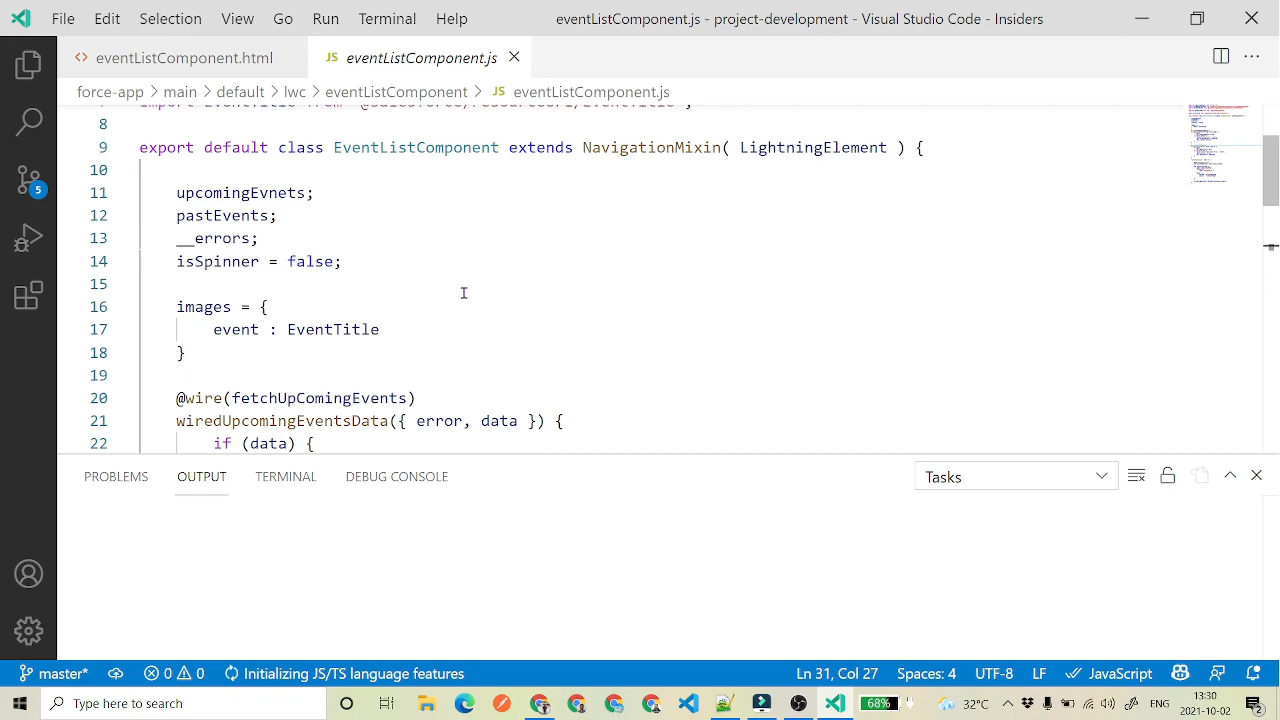 File Edit Selection View Go Run Terminal Help eventListComponent.js - project-development - Visual Studio Code - Insiders
<> eventListComponent.html JS eventListComponent.js
force-app > main > default > lwc > eventListComponent > JS eventListComponent.js
8
9 export default class EventListComponent extends NavigationMixin( LightningElement ) {
10
11 upcomingEvnets;
12 pastEvents;
13 __errors;
14 isSpinner = false;
15
16 images = {
17 event : EventTitle
18 }
19
20 @wire(fetchUpComingEvents)
21 wiredUpcomingEventsData({ error, data }) {
22 if (data) {
5
PROBLEMS OUTPUT TERMINAL DEBUG CONSOLE Tasks
master* 0 0 Initializing JS/TS language features Ln 31, Col 27 Spaces: 4 UTF-8 LF JavaScript
Type here to search 68% 32°C ENG 13:30
2021-10-02 2